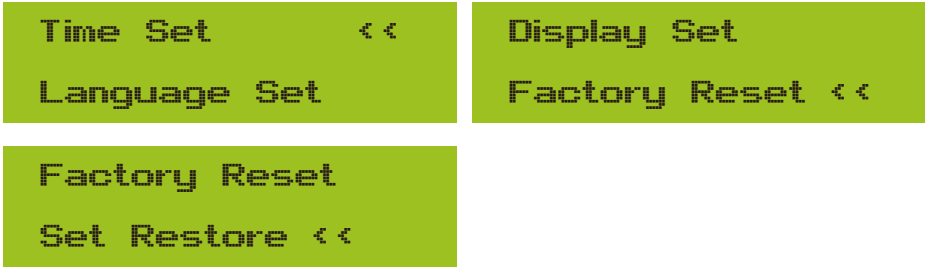 Time Set <<
Language Set
Display Set
Factory Reset <<
Factory Reset
Set Restore <<